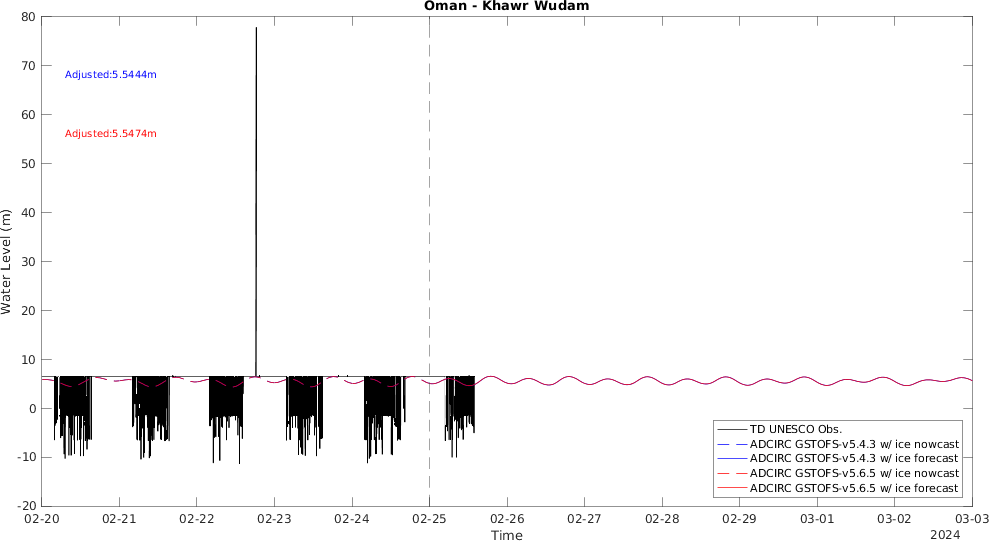 Oman - Khawr Wudam
80
70
60
50
40
30
20
10
0
-10
-20
Water Level (m)
Adjusted:5.5444m
Adjusted:5.5474m
TD UNESCO Obs.
ADCIRC GSTOFS-v5.4.3 w/ ice nowcast
ADCIRC GSTOFS-v5.4.3 w/ ice forecast
ADCIRC GSTOFS-v5.6.5 w/ ice nowcast
ADCIRC GSTOFS-v5.6.5 w/ ice forecast
02-20 02-21 02-22 02-23 02-24 02-25 02-26 02-27 02-28 02-29 03-01 03-02 03-03
Time
2024